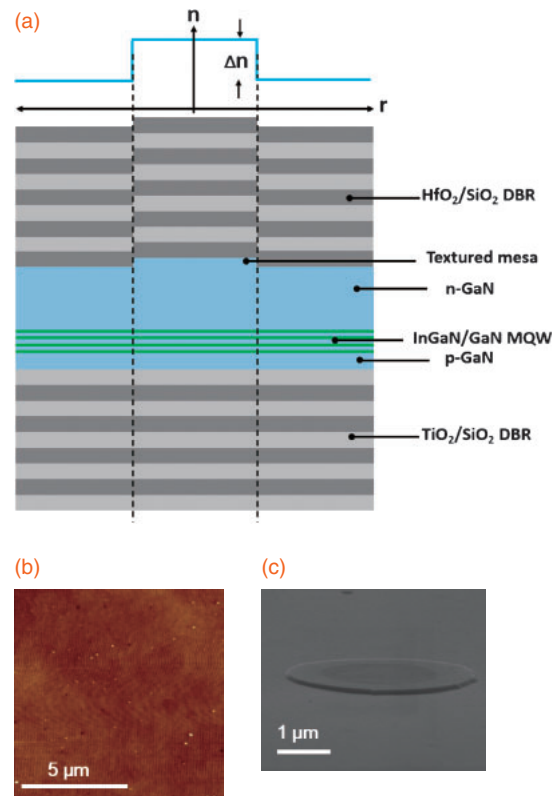 (a)
n
Δn
r
HfO₂/SiO₂ DBR
Textured mesa
n-GaN
InGaN/GaN MQW
p-GaN
TiO₂/SiO₂ DBR
(b)
(c)
5 µm
1 µm